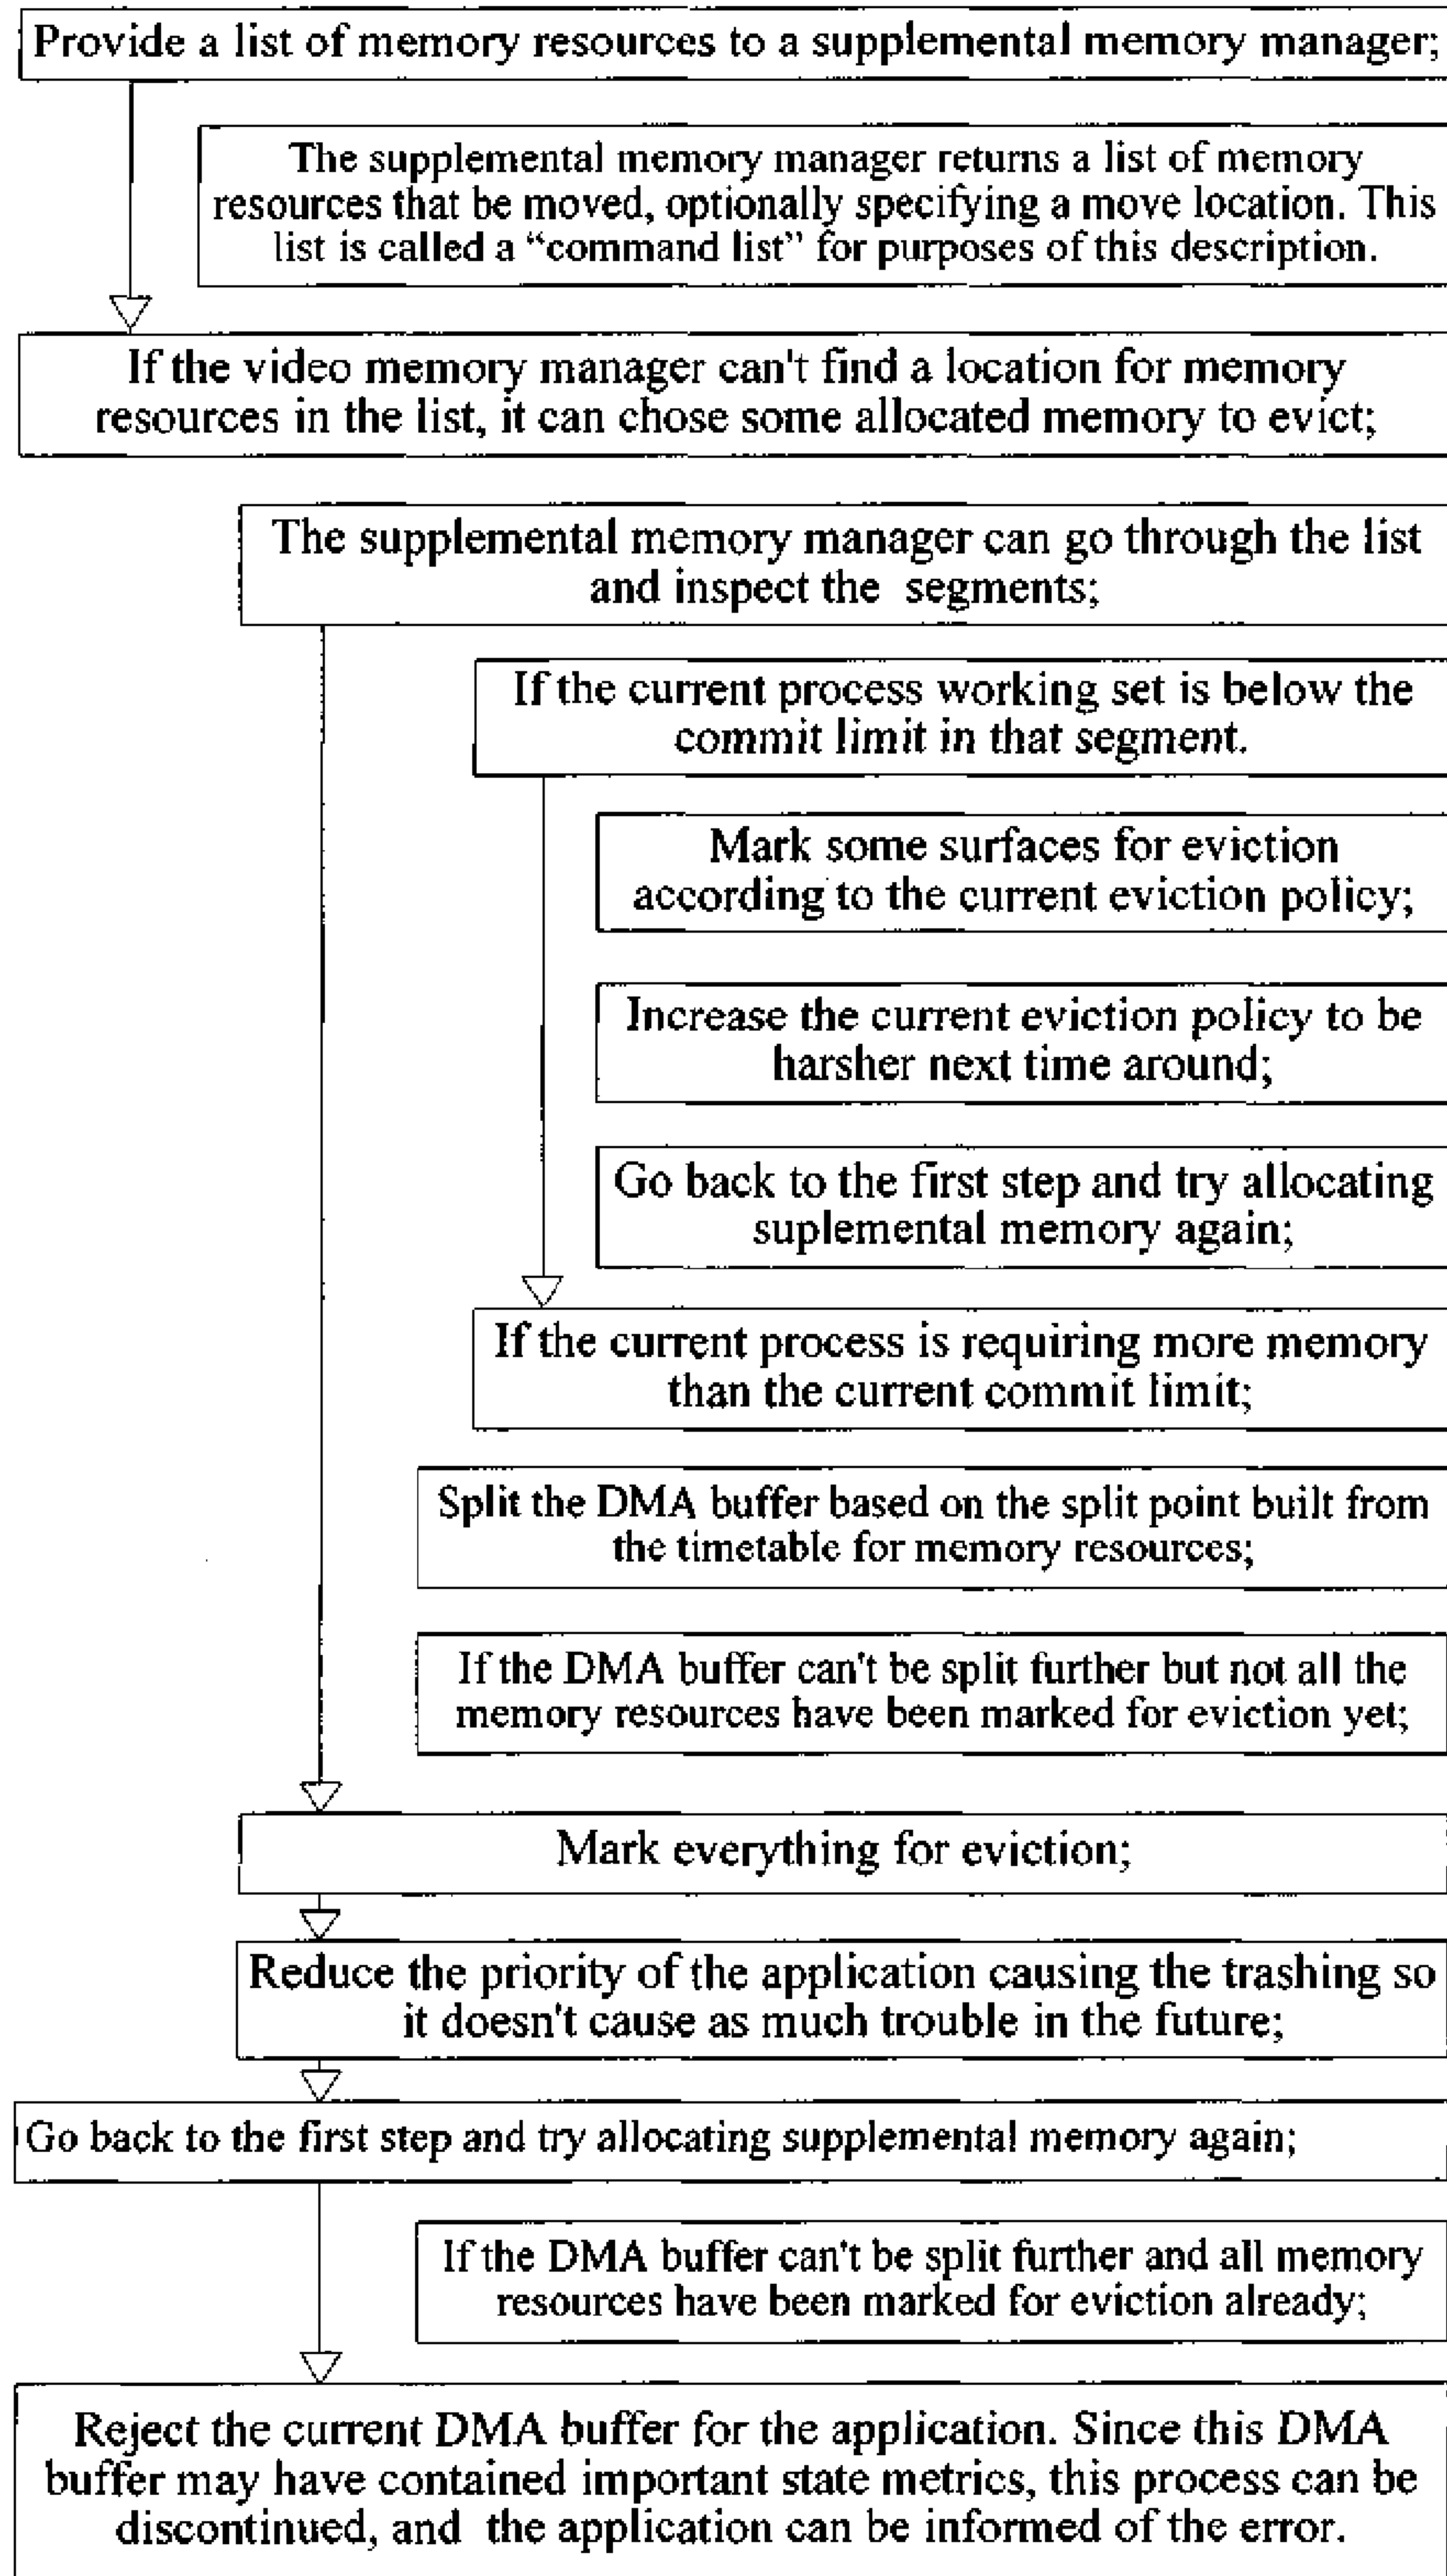 Provide a list of memory resources to a supplemental memory manager;
The supplemental memory manager returns a list of memory
resources that be moved, optionally specifying a move location. This
list is called a “command list” for purposes of this description.
If the video memory manager can't find a location for memory
resources in the list, it can chose some allocated memory to evict;
The supplemental memory manager can go through the list
and inspect the segments;
If the current process working set is below the
commit limit in that segment.
Mark some surfaces for eviction
according to the current eviction policy;
Increase the current eviction policy to be
harsher next time around;
Go back to the first step and try allocating
suplemental memory again;
If the current process is requiring more memory
than the current commit limit;
Split the DMA buffer based on the split point built from
the timetable for memory resources;
If the DMA buffer can't be split further but not all the
memory resources have been marked for eviction yet;
Mark everything for eviction;
Reduce the priority of the application causing the trashing so
it doesn't cause as much trouble in the future;
Go back to the first step and try allocating supplemental memory again;
If the DMA buffer can't be split further and all memory
resources have been marked for eviction already;
Reject the current DMA buffer for the application. Since this DMA
buffer may have contained important state metrics, this process can be
discontinued, and the application can be informed of the error.